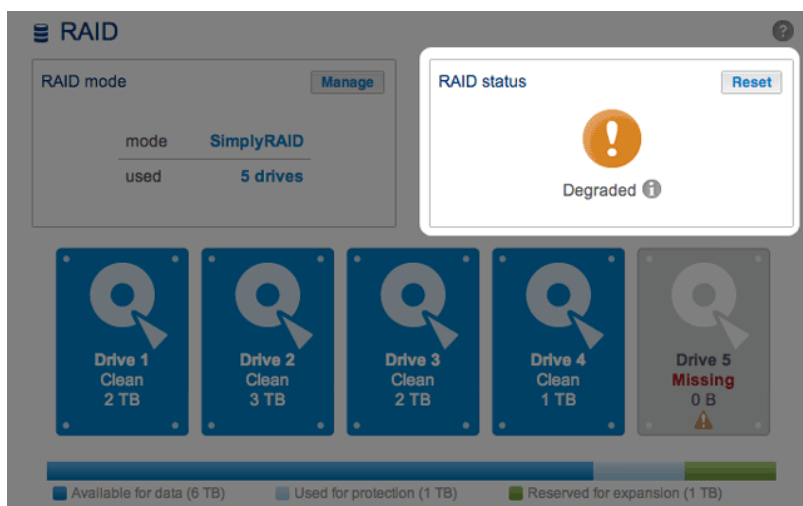 RAID
?
RAID mode
Manage
mode SimplyRAID
used 5 drives
RAID status
Reset
!
Degraded i
Drive 1
Clean
2 TB
Drive 2
Clean
3 TB
Drive 3
Clean
2 TB
Drive 4
Clean
1 TB
Drive 5
Missing
0 B
!
Available for data (6 TB)
Used for protection (1 TB)
Reserved for expansion (1 TB)